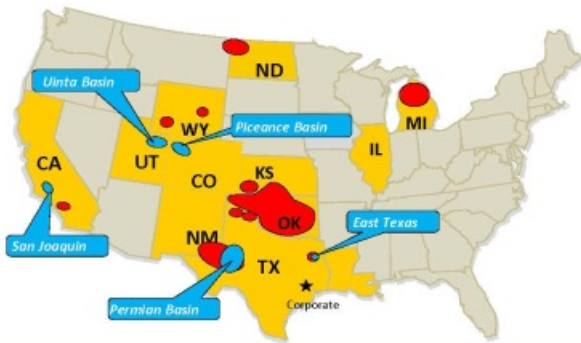 ND
Uinta Basin
MI
WY
Piceance Basin
IL
CA
UT
CO
KS
OK
East Texas
San Joaquin
NM
TX
Corporate
Permian Basin